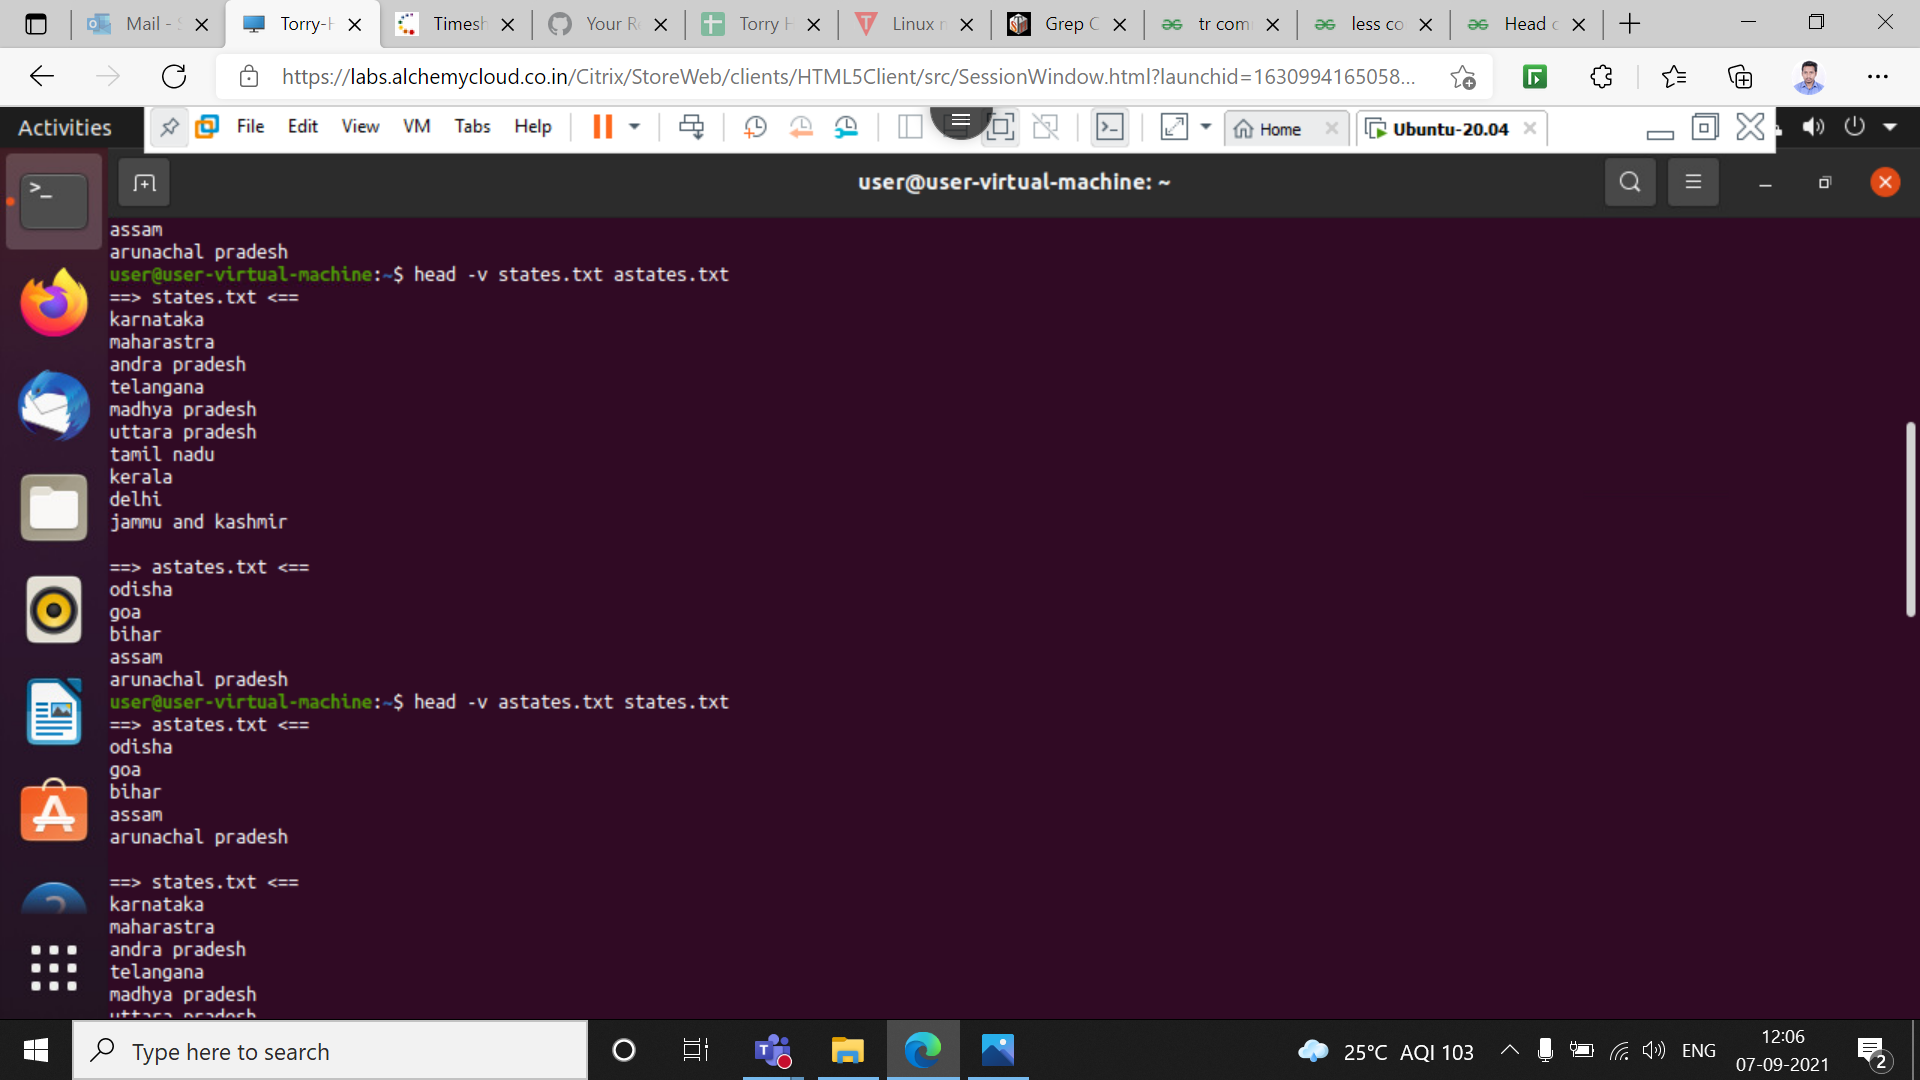 Mail - S
Torry-H
Timesh
Your Re
Torry H
Linux n
Grep C
tr com
less co
Head c
https://labs.alchemycloud.co.in/Citrix/StoreWeb/clients/HTML5Client/src/SessionWindow.html?launchid=1630994165058...
Activities
File Edit View VM Tabs Help
Home
Ubuntu-20.04
user@user-virtual-machine: ~
assam
arunachal pradesh
user@user-virtual-machine:~$ head -v states.txt astates.txt
==> states.txt <==
karnataka
maharastra
andra pradesh
telangana
madhya pradesh
uttara pradesh
tamil nadu
kerala
delhi
jammu and kashmir
==> astates.txt <==
odisha
goa
bihar
assam
arunachal pradesh
user@user-virtual-machine:~$ head -v astates.txt states.txt
==> astates.txt <==
odisha
goa
bihar
assam
arunachal pradesh
==> states.txt <==
karnataka
maharastra
andra pradesh
telangana
madhya pradesh
uttara pradesh
Type here to search
25°C AQI 103
ENG
12:06
07-09-2021
2